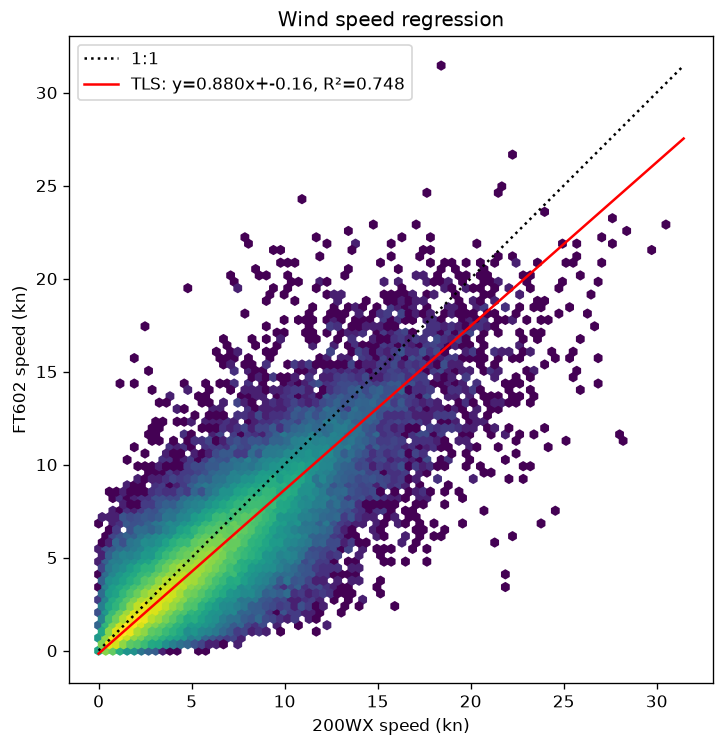 Wind speed regression
1:1
TLS: y=0.880x+-0.16, R²=0.748
30
25
20
15
10
5
0
FT602 speed (kn)
0 5 10 15 20 25 30
200WX speed (kn)